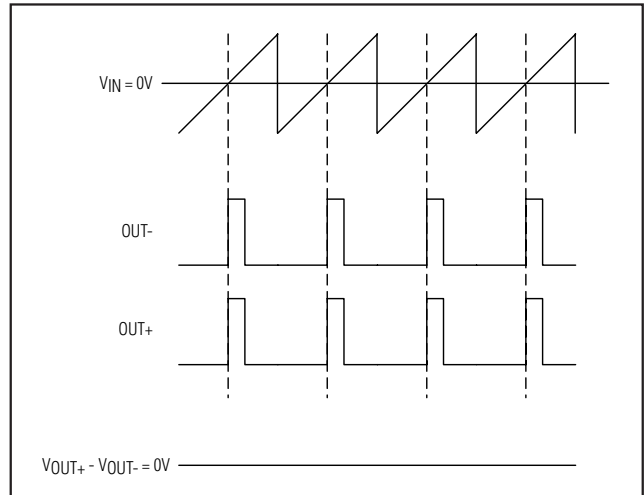 VIN = 0V
OUT-
OUT+
VOUT+ - VOUT- = 0V